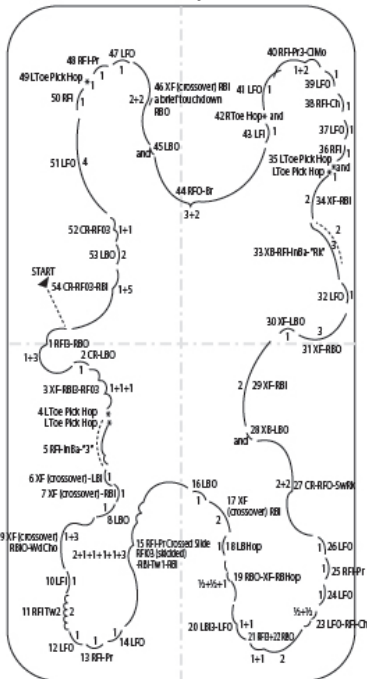 START
1 RFI3-RBO
1+3
2 CR-LBO
1
3 XF-RBI3-RFO3
1+1+1
4 LToe Pick Hop
LToe Pick Hop
5 RFI-InBa-"3"
6 XF (crossover) -LBI
1
7 XF (crossover) -RBI
1
8 LBO
1
9 XF (crossover)
RBIO-WdCho
1+3
10 LFI
1
11 RFITw2
2
12 LFO
1
13 RFI-Pr
1
14 LFO
1
15 RFI-Pr Crossed Slide
RFIO3 (skidded)
-RBI-Tw1-RBI
2+1+1+1+1+3
16 LBO
1
17 XF
(crossover) RBI
2
18 LBHop
1
19 RBO-XF-RBHop
½+½+1
20 LBI3-LFO
1+1
21 RFI3+22 RBO
1+1
2
23 LFO-RFI-Ch
½+½
24 LFO
1
25 RFI-Pr
1
26 LFO
1
27 CR-RFO-SwRk
2+2
28 XB-LBO
and
29 XF-RBI
2
30 XF-LBO
1
31 XF-RBO
3
32 LFO
1
33 XB-RFI-InBa-"Rk"
2
3
34 XF-RBI
2
35 LToe Pick Hop
LToe Pick Hop
and
1
36 RFI
1
37 LFO
1
38 RFI-Ch
1
39 LFO
1
40 RFI-Pr3-ClMo
1+2
41 LFO
1
42 RToe Hop
and
43 LFI
1
44 RFO-Br
3+2
45 LBO
and
46 XF (crossover) RBI
a brief touchdown
RBO
2+2
47 LFO
1
48 RFI-Pr
1
49 LToe Pick Hop
1
50 RFI
1
51 LFO
4
52 CR-RFO3
1+1
53 LBO
2
54 CR-RFO3-RBI
1+5